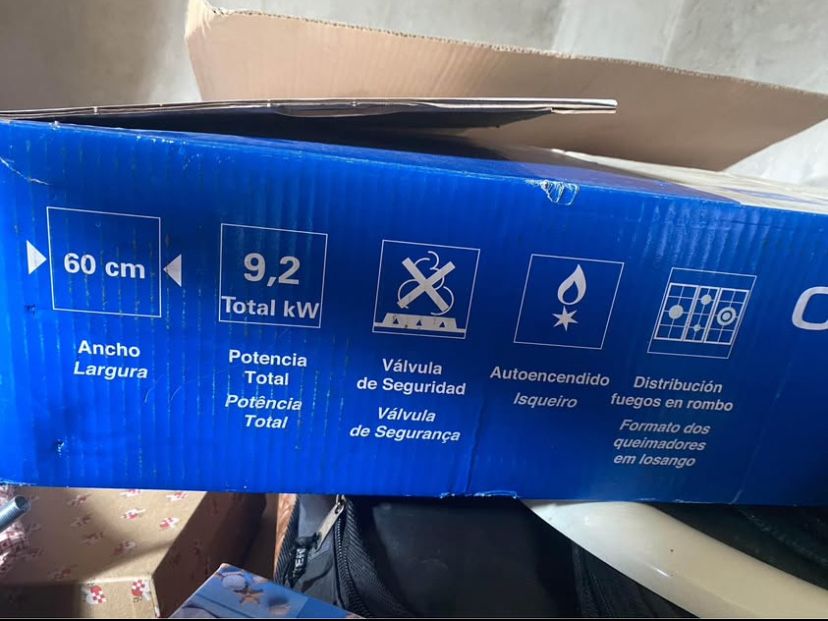 60 cm
Ancho
Largura
9,2
Total kW
Potencia
Total
Potência
Total
Válvula
de Seguridad
Válvula
de Segurança
Autoencendido
Isqueiro
Distribución
fuegos en rombo
Formato dos
queimadores
em losango